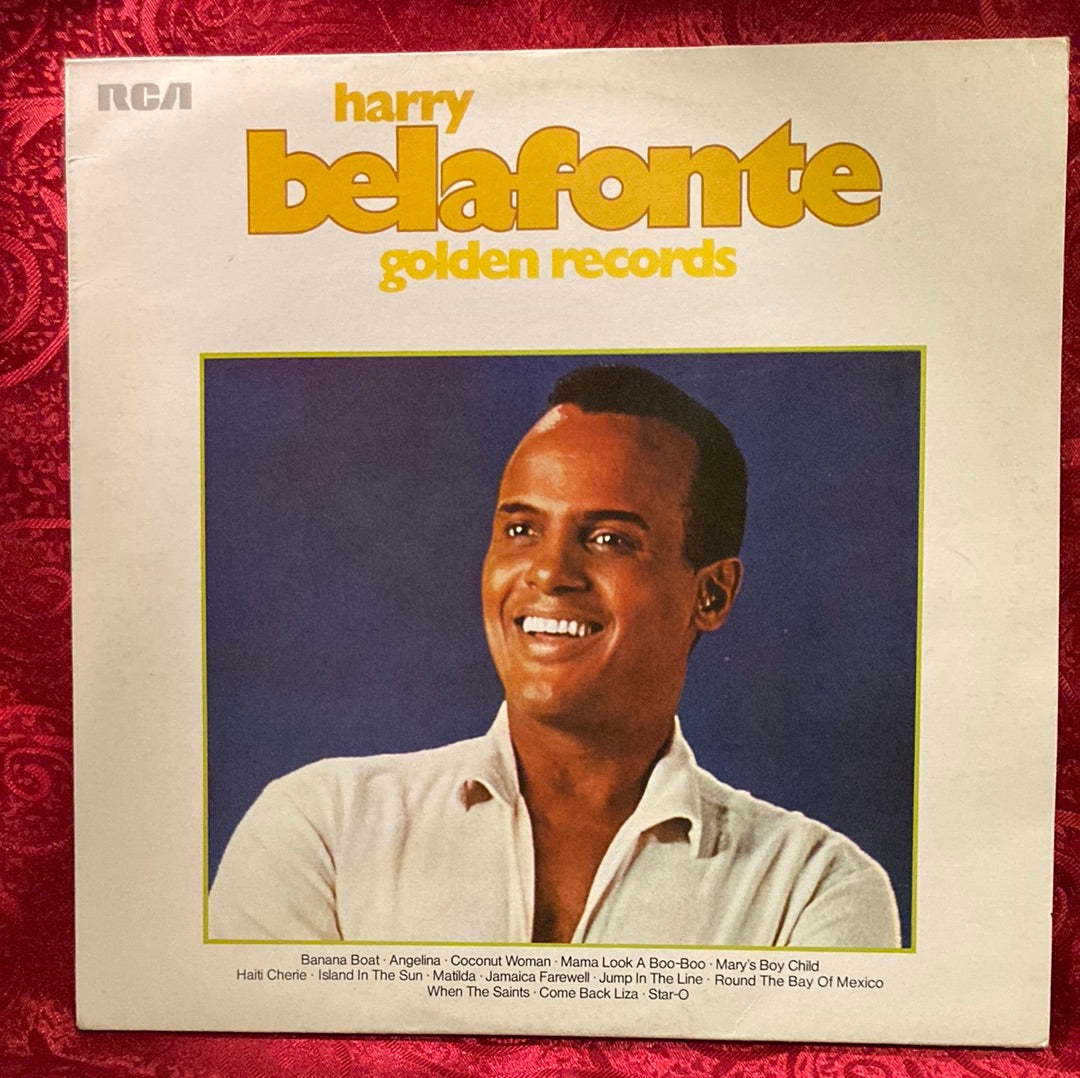 RCA
harry
belafonte
golden records
Banana Boat · Angelina · Coconut Woman · Mama Look A Boo-Boo · Mary's Boy Child
Haiti Cherie · Island In The Sun · Matilda · Jamaica Farewell · Jump In The Line · Round The Bay Of Mexico
When The Saints · Come Back Liza · Star-O